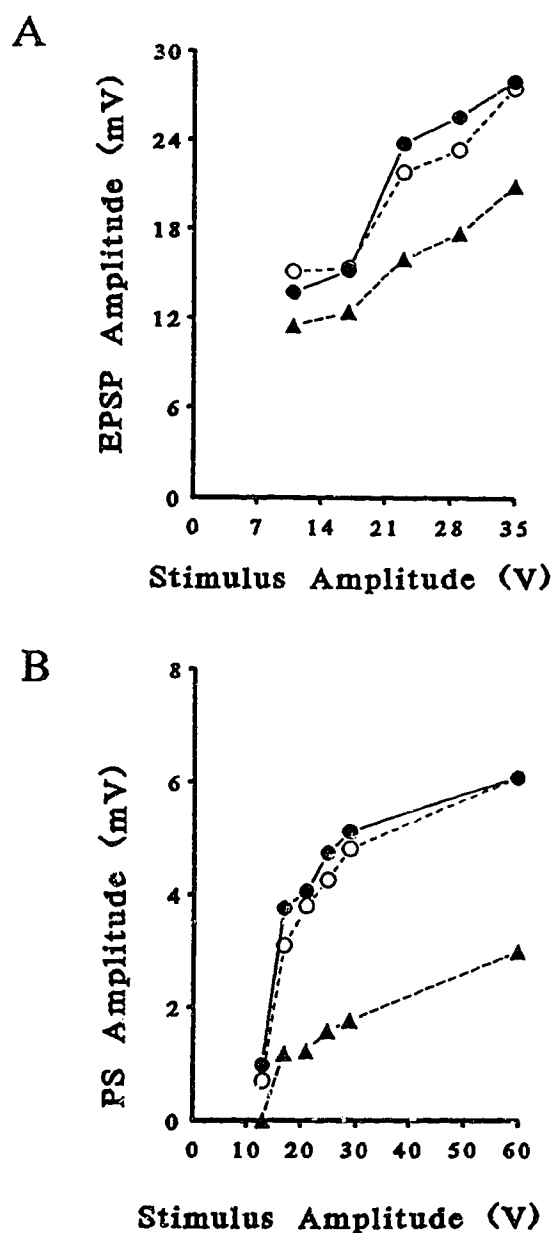 A
30
24
18
12
6
0
EPSP Amplitude (mV)
0 7 14 21 28 35
Stimulus Amplitude (V)
B
8
6
4
2
0
PS Amplitude (mV)
0 10 20 30 40 50 60
Stimulus Amplitude (V)